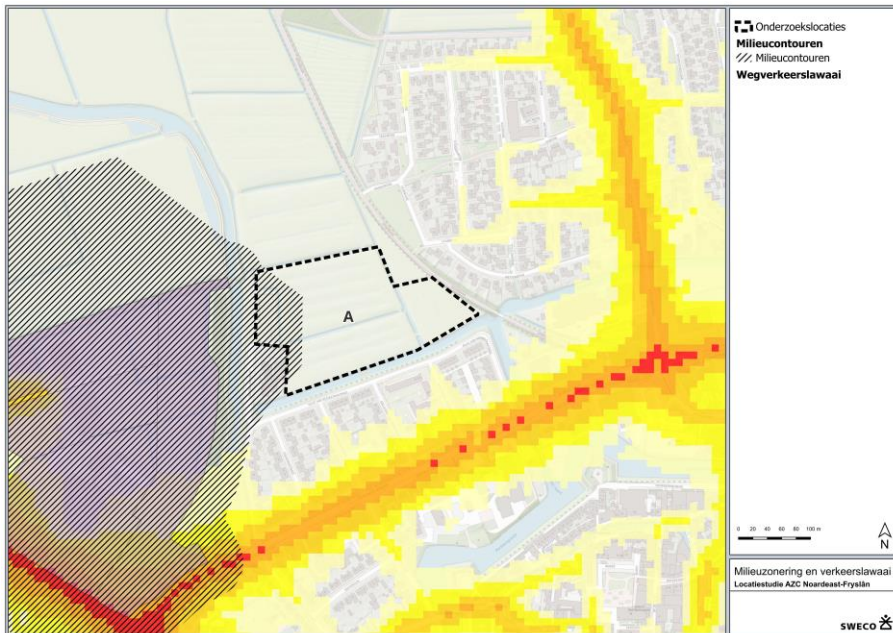 Onderzoekslocaties
Milieucontouren
Milieucontouren
Wegverkeerslawaai
A
0 20 40 60 80 100 m
N
Milieuzonering en verkeerslawaai
Locatiestudie AZC Noardeast-Fryslân
SWECO